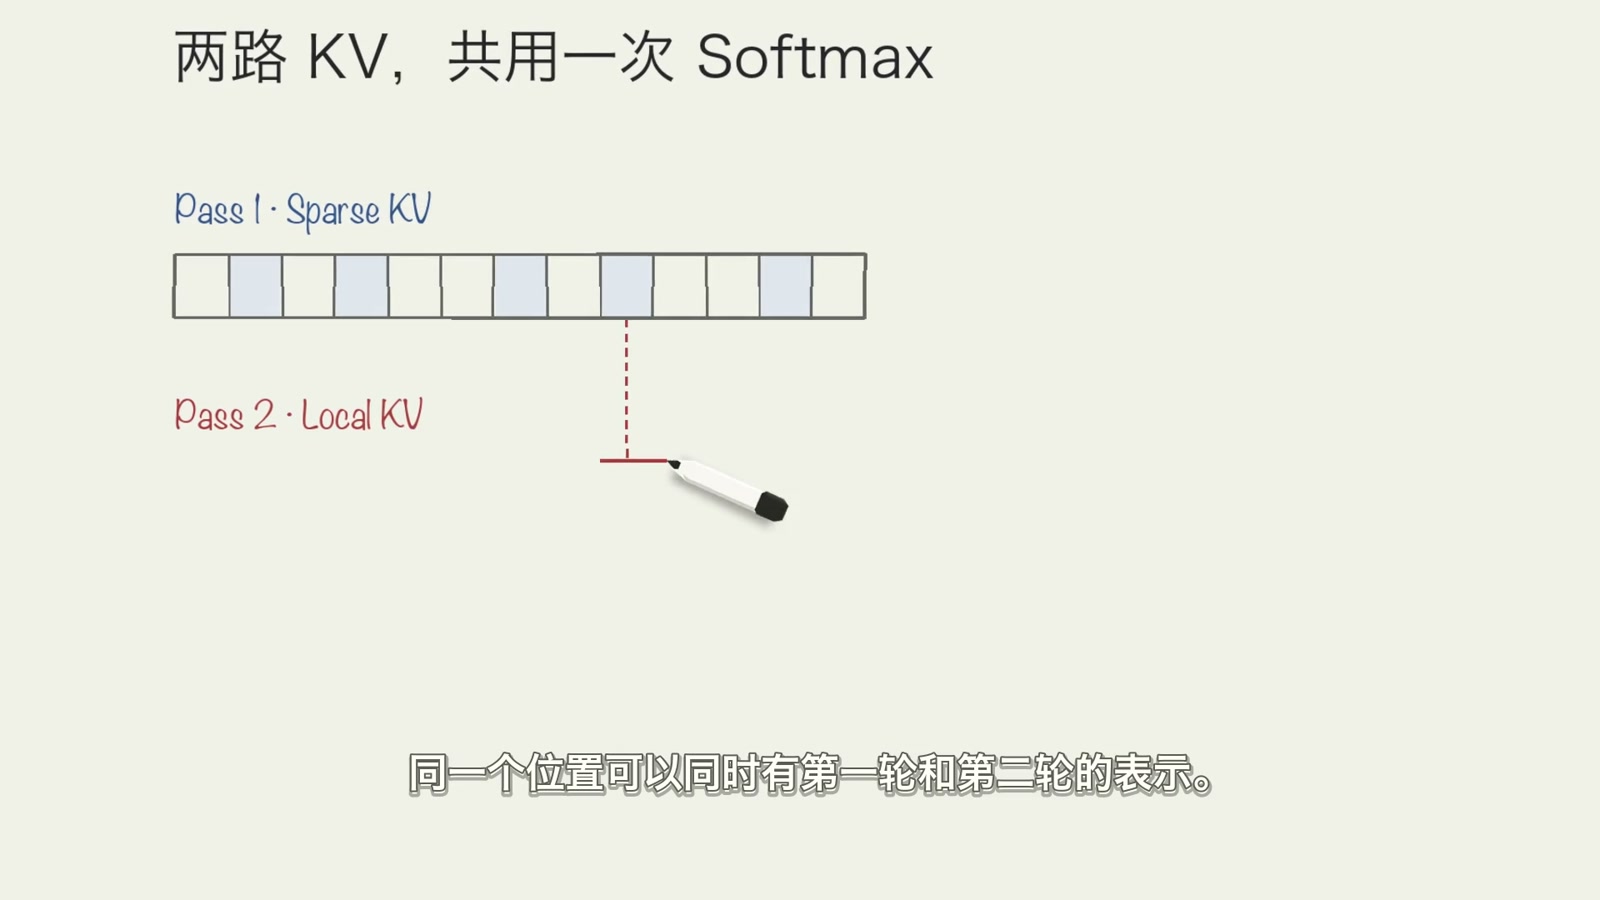 两路 KV，共用一次 Softmax
Pass 1 · Sparse KV
Pass 2 · Local KV
同一个位置可以同时有第一轮和第二轮的表示。